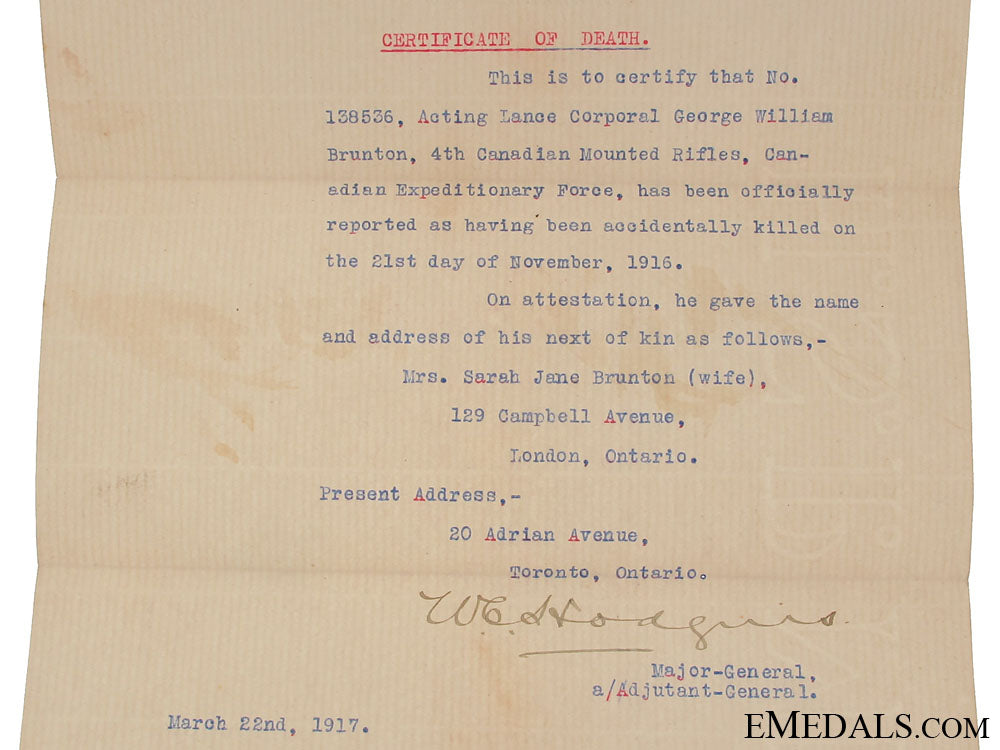 CERTIFICATE OF DEATH.
This is to certify that No.
138536, Acting Lance Corporal George William
Brunton, 4th Canadian Mounted Rifles, Can-
adian Expeditionary Force, has been officially
reported as having been accidentally killed on
the 21st day of November, 1916.
On attestation, he gave the name
and address of his next of kin as follows,-
Mrs. Sarah Jane Brunton (wife),
129 Campbell Avenue,
London, Ontario.
Present Address,-
20 Adrian Avenue,
Toronto, Ontario.
W.E. Hodgins.
Major-General,
a/Adjutant-General.
March 22nd, 1917.
EMEDALS.COM